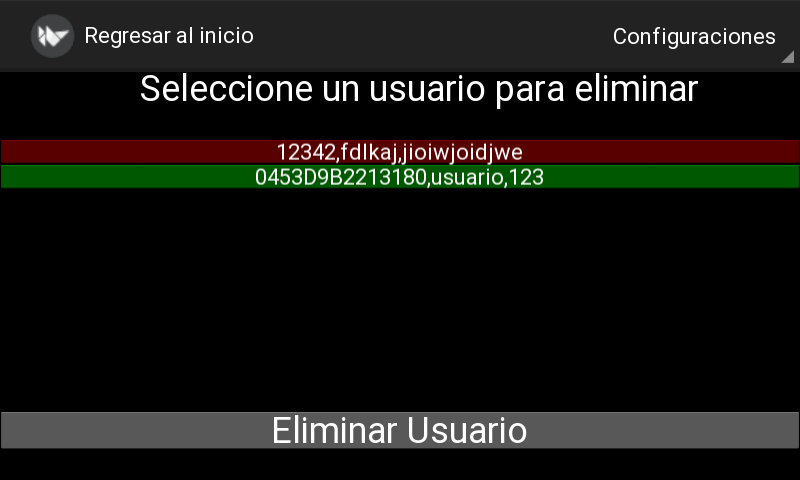 Regresar al inicio
Configuraciones
Seleccione un usuario para eliminar
12342,fdlkaj,jioiwjoidjwe
0453D9B2213180,usuario,123
Eliminar Usuario